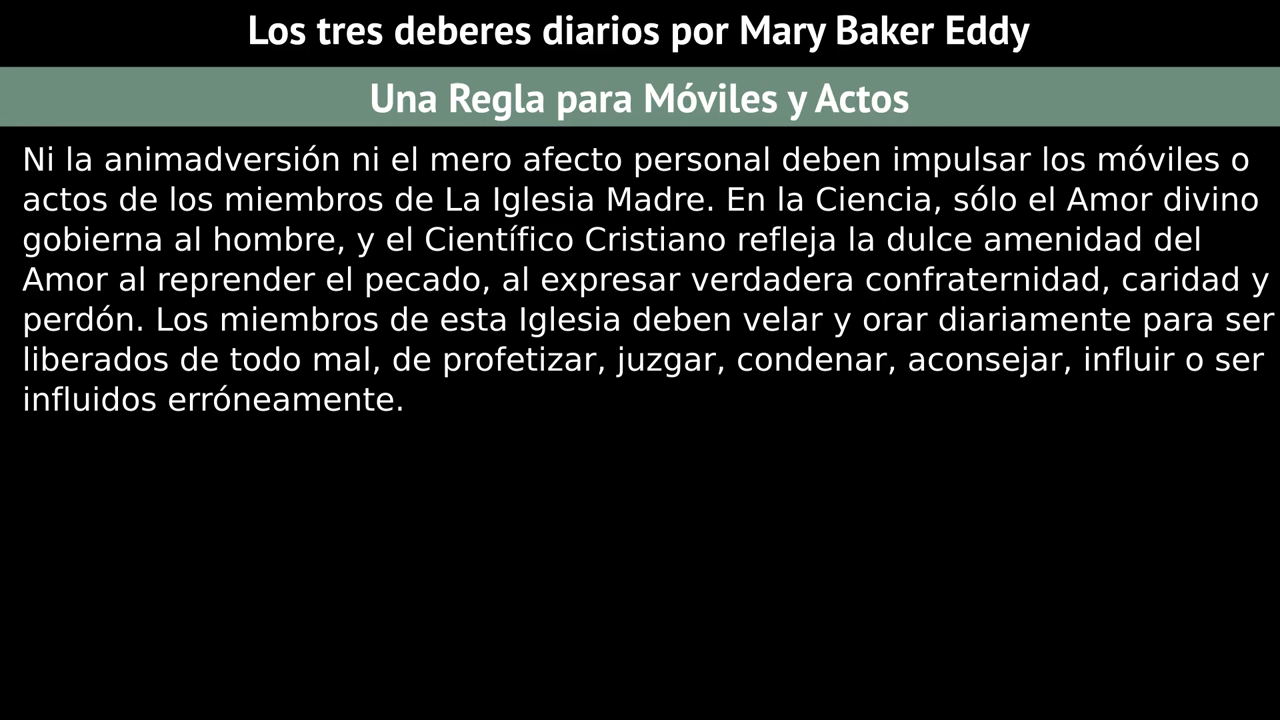 Los tres deberes diarios por Mary Baker Eddy
Una Regla para Móviles y Actos
Ni la animadversión ni el mero afecto personal deben impulsar los móviles o
actos de los miembros de La Iglesia Madre. En la Ciencia, sólo el Amor divino
gobierna al hombre, y el Científico Cristiano refleja la dulce amenidad del
Amor al reprender el pecado, al expresar verdadera confraternidad, caridad y
perdón. Los miembros de esta Iglesia deben velar y orar diariamente para ser
liberados de todo mal, de profetizar, juzgar, condenar, aconsejar, influir o ser
influidos erróneamente.